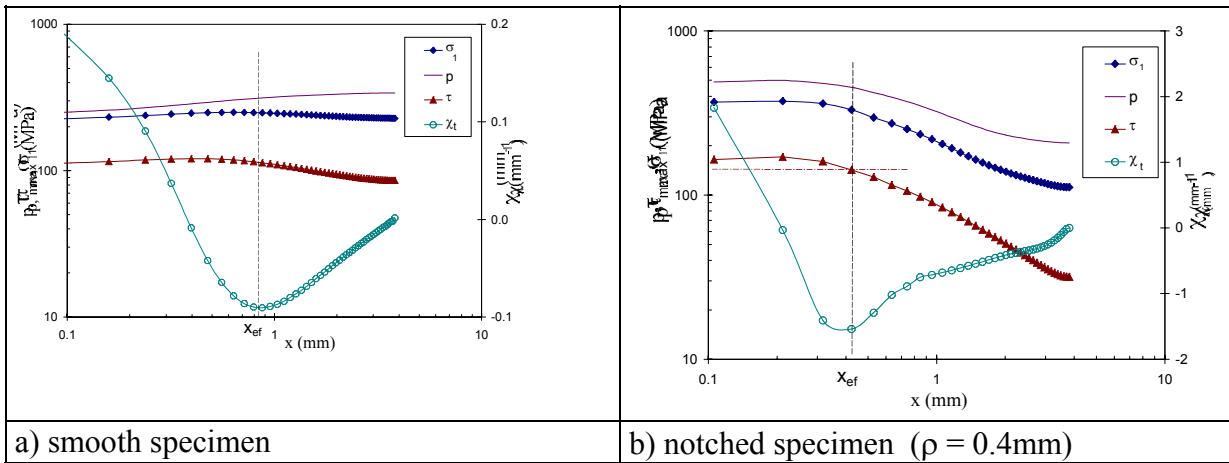 1000
100
10
0.2
0.1
0.0
-0.1
σ1
p
τ
χt
0.1
xef
1
10
x (mm)
(MPa)
1000
100
10
3
2
1
0
-1
-2
σ1
p
τ
χt
0.1
xef
1
10
x (mm)
(MPa)
a) smooth specimen
b) notched specimen (ρ = 0.4mm)